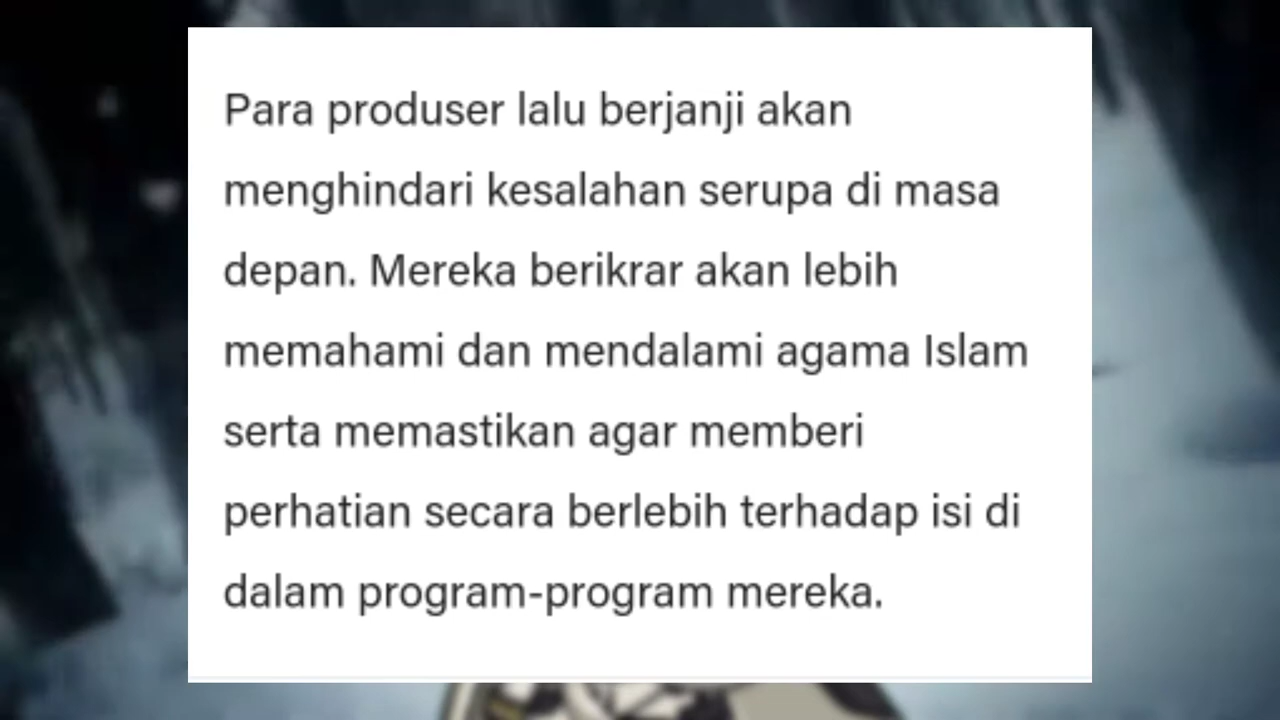 Para produser lalu berjanji akan
menghindari kesalahan serupa di masa
depan. Mereka berikrar akan lebih
memahami dan mendalami agama Islam
serta memastikan agar memberi
perhatian secara berlebih terhadap isi di
dalam program-program mereka.